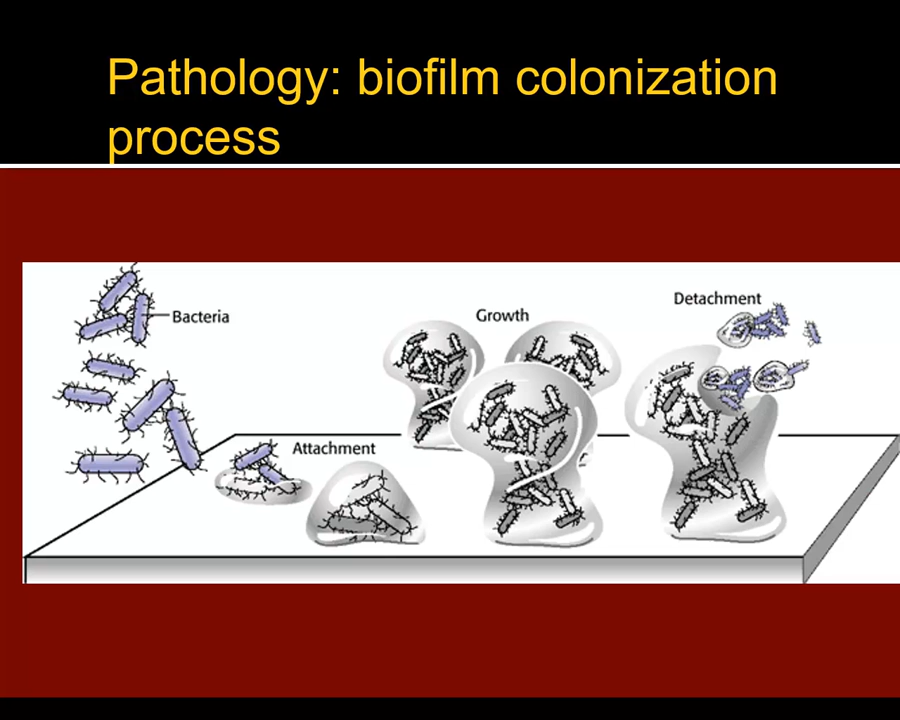 Pathology: biofilm colonization
process
Bacteria
Attachment
Growth
Detachment